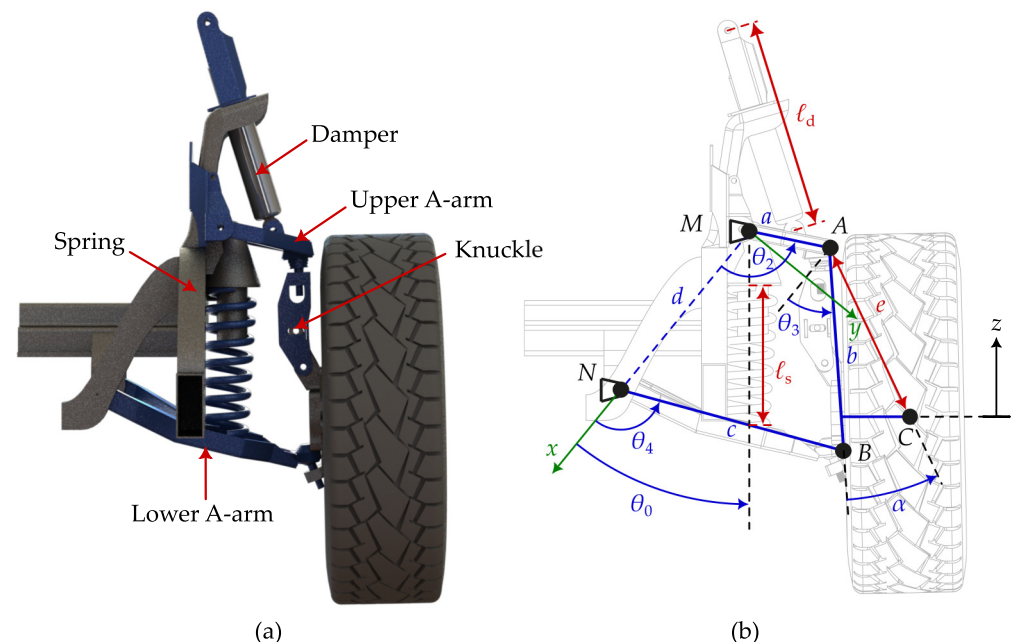 Damper
Upper A-arm
Spring
Knuckle
Lower A-arm
(a)
ℓd
M
a
A
θ2
d
e
θ3
y
b
z
ℓs
N
θ4
c
C
x
B
θ0
α
(b)